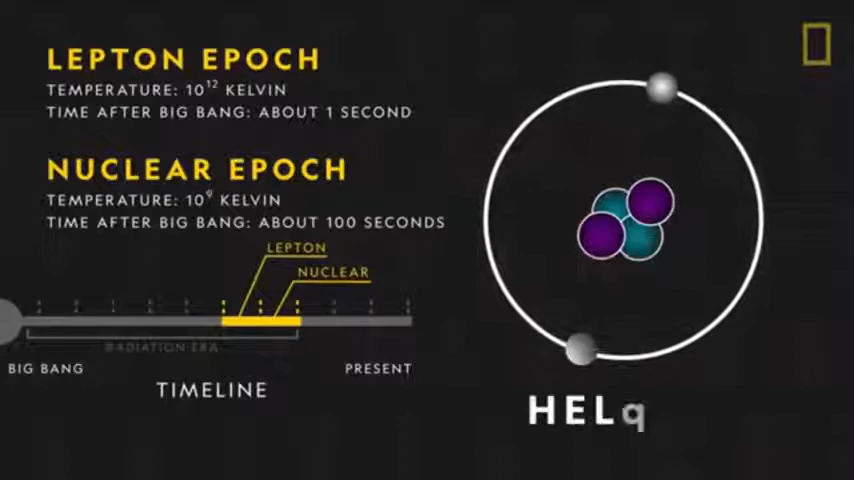 LEPTON EPOCH
TEMPERATURE: 10¹² KELVIN
TIME AFTER BIG BANG: ABOUT 1 SECOND
NUCLEAR EPOCH
TEMPERATURE: 10⁹ KELVIN
TIME AFTER BIG BANG: ABOUT 100 SECONDS
LEPTON
NUCLEAR
RADIATION ERA
BIG BANG
PRESENT
TIMELINE
HELq